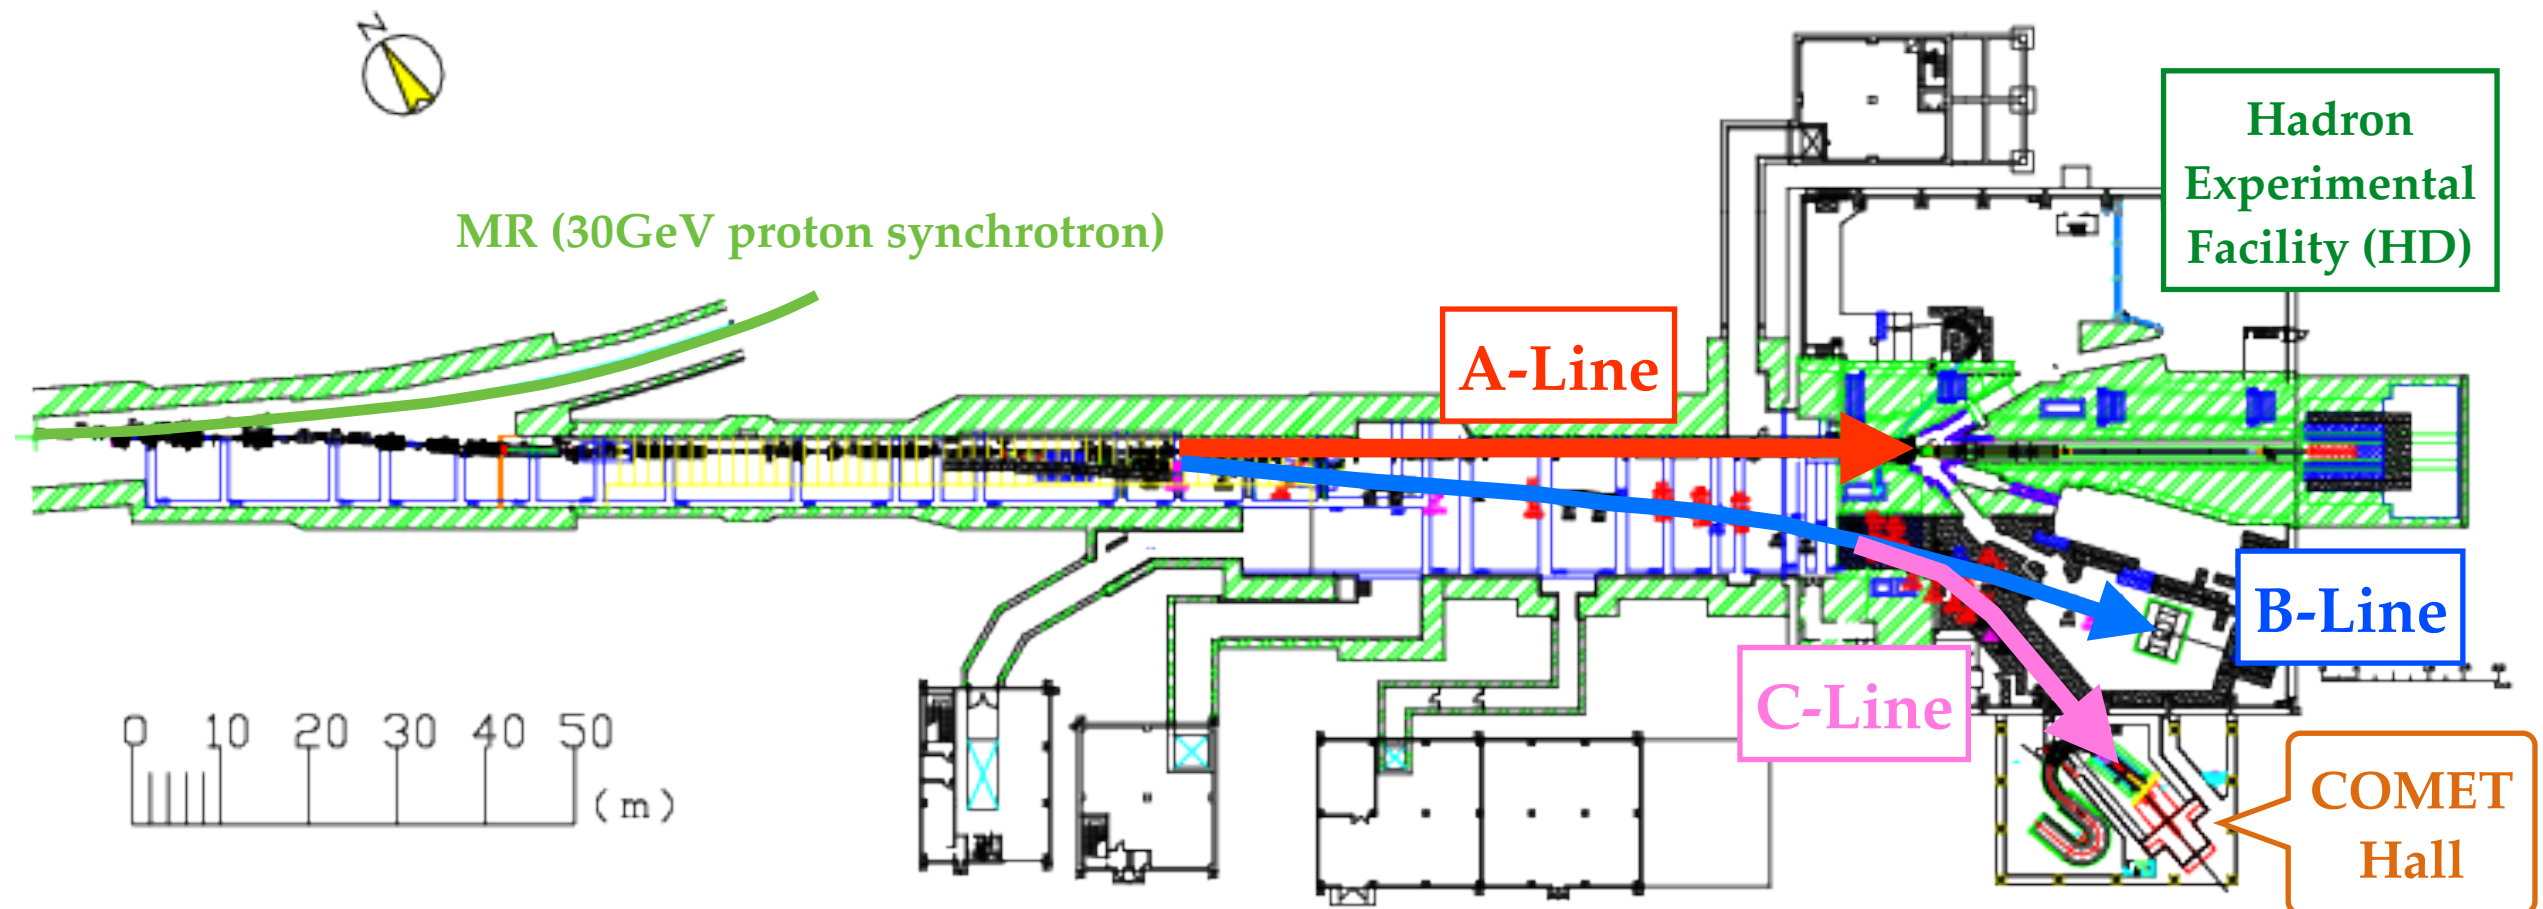 N
MR (30GeV proton synchrotron)
Hadron
Experimental
Facility (HD)
A-Line
B-Line
C-Line
0 10 20 30 40 50
(m)
COMET
Hall